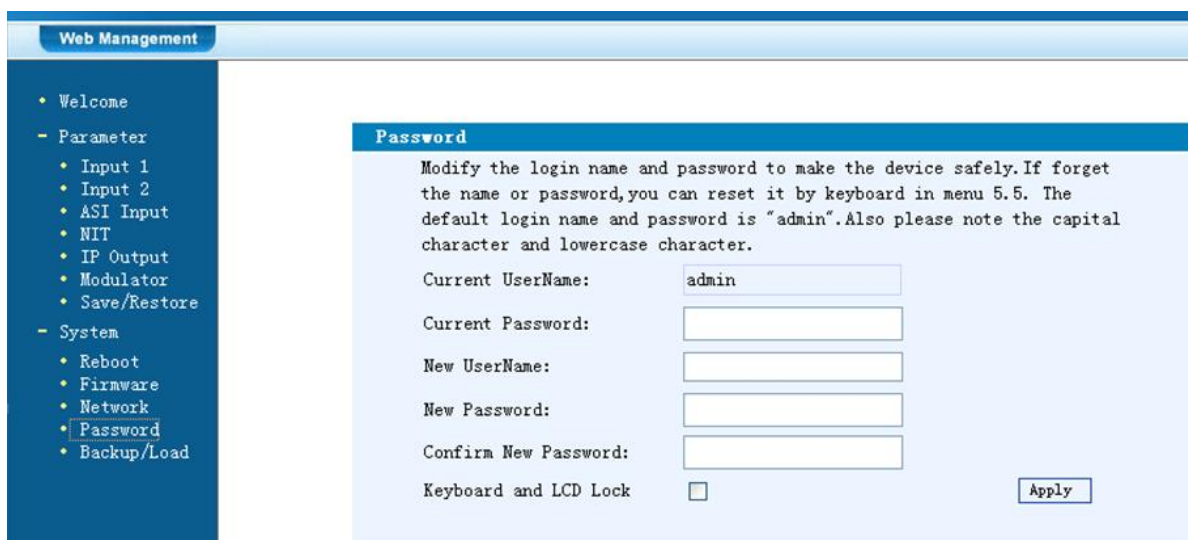 Web Management
Welcome
Parameter
Input 1
Input 2
ASI Input
NIT
IP Output
Modulator
Save/Restore
System
Reboot
Firmware
Network
Password
Backup/Load
Password
Modify the login name and password to make the device safely.If forget
the name or password,you can reset it by keyboard in menu 5.5. The
default login name and password is "admin".Also please note the capital
character and lowercase character.
Current UserName: admin
Current Password:
New UserName:
New Password:
Confirm New Password:
Keyboard and LCD Lock Apply